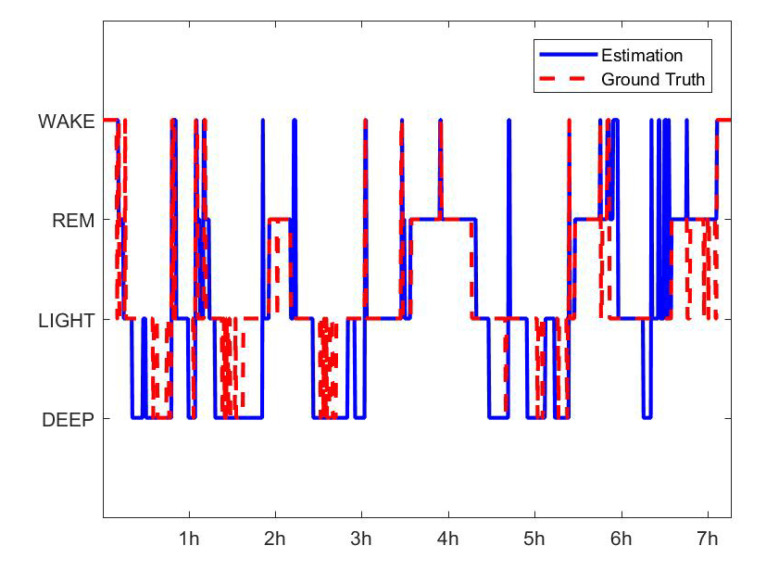 Estimation
Ground Truth
WAKE
REM
LIGHT
DEEP
1h 2h 3h 4h 5h 6h 7h